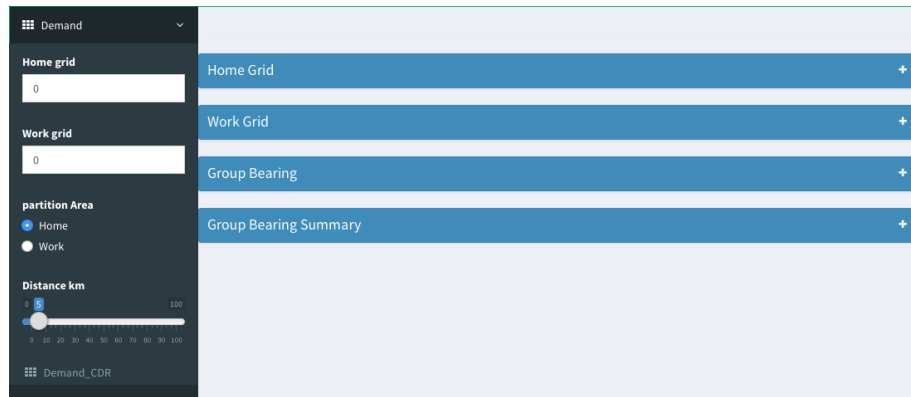 Demand
Home grid
0
Work grid
0
partition Area
Home
Work
Distance km
0 5 100
0 10 20 30 40 50 60 70 80 90 100
Demand_CDR
Home Grid
Work Grid
Group Bearing
Group Bearing Summary